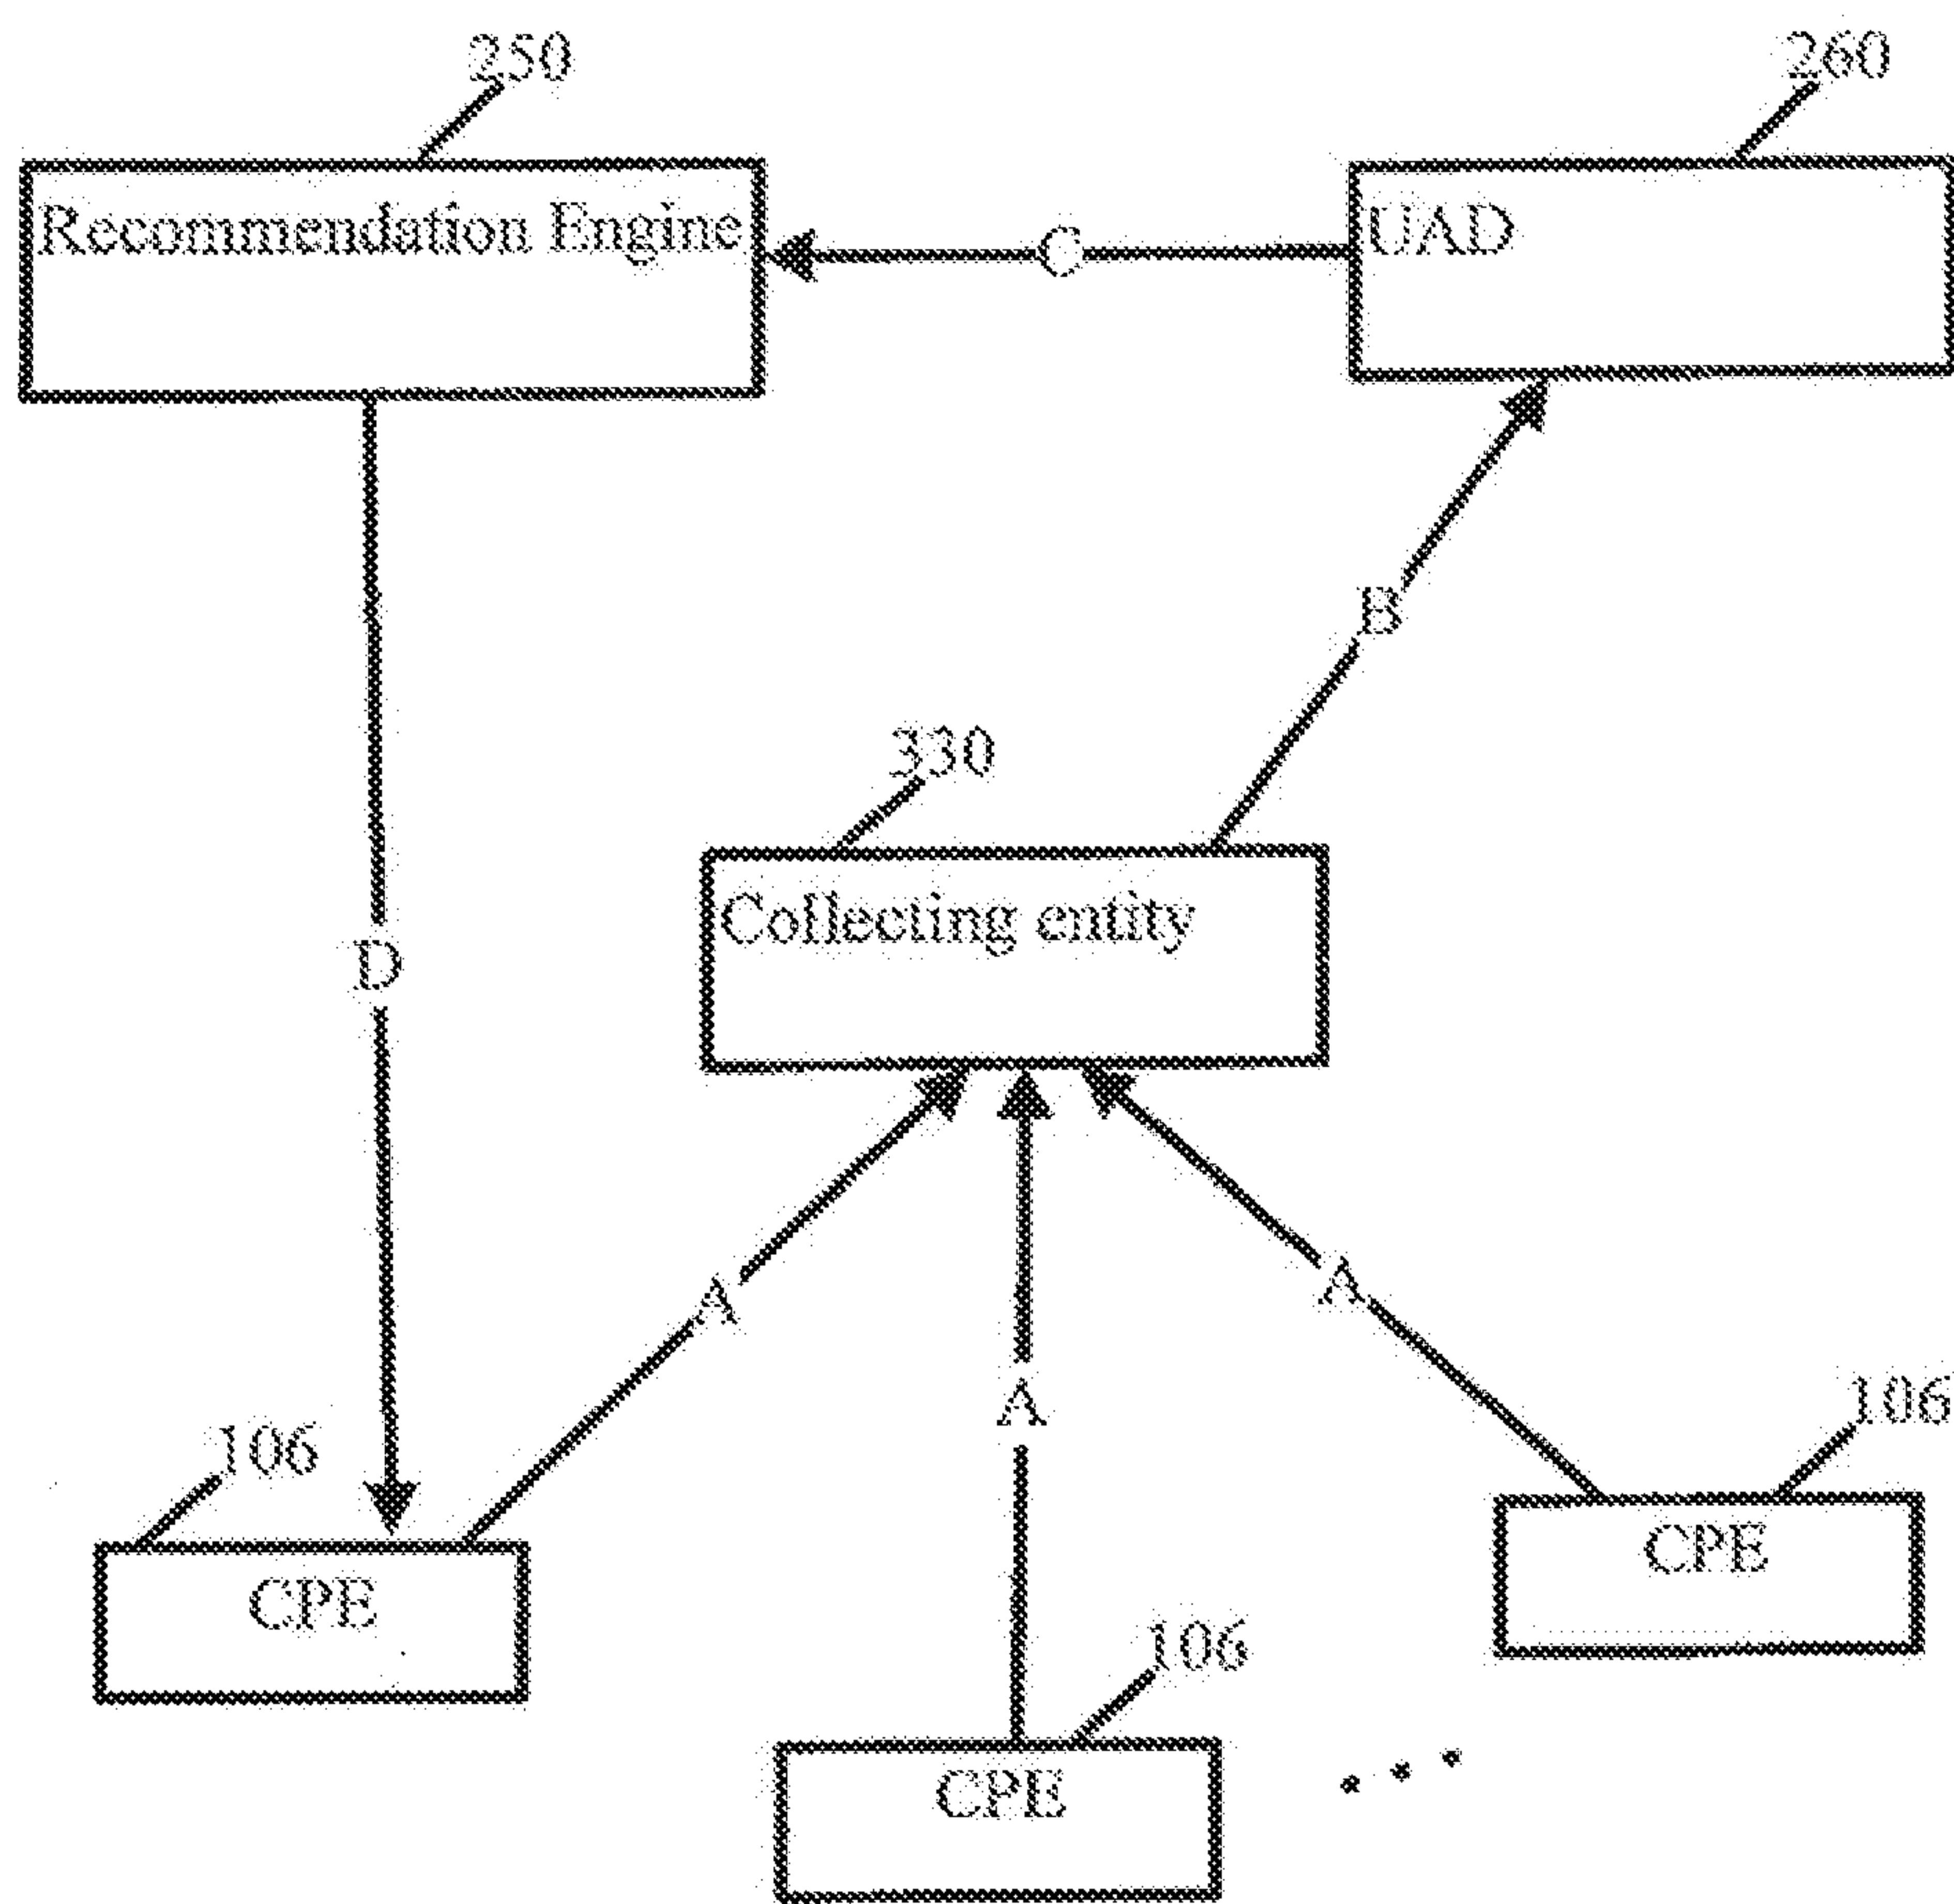 250
260
Recommendation Engine
UAD
C
B
330
Collecting entity
D
A
A
A
106
106
CPE
CPE
106
CPE